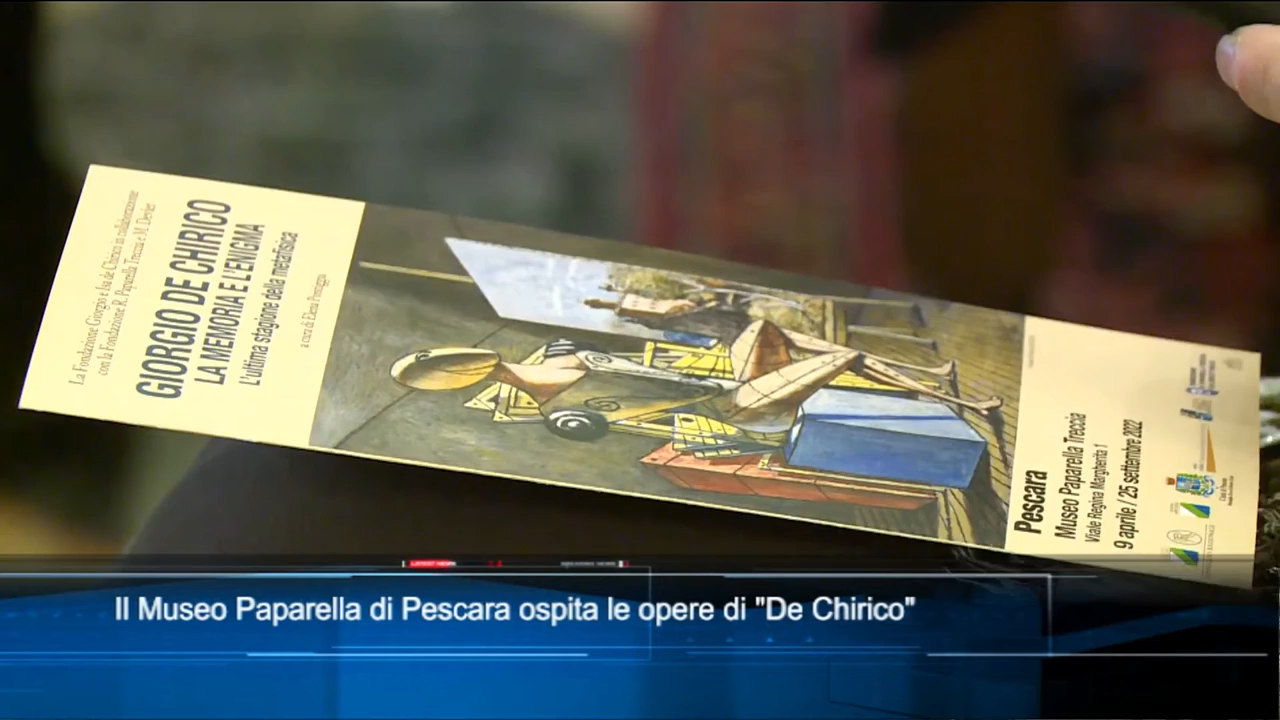 La Fondazione Giorgio e Isa de Chirico in collaborazione
con la Fondazione R. Paparella Treccia e M. Devlet
GIORGIO DE CHIRICO
LA MEMORIA E L'ENIGMA
L'ultima stagione della metafisica
a cura di Elena Pontiggia
Pescara
Museo Paparella Treccia
Viale Regina Margherita 1
9 aprile / 25 settembre 2022
LATEST NEWS
Il Museo Paparella di Pescara ospita le opere di "De Chirico"